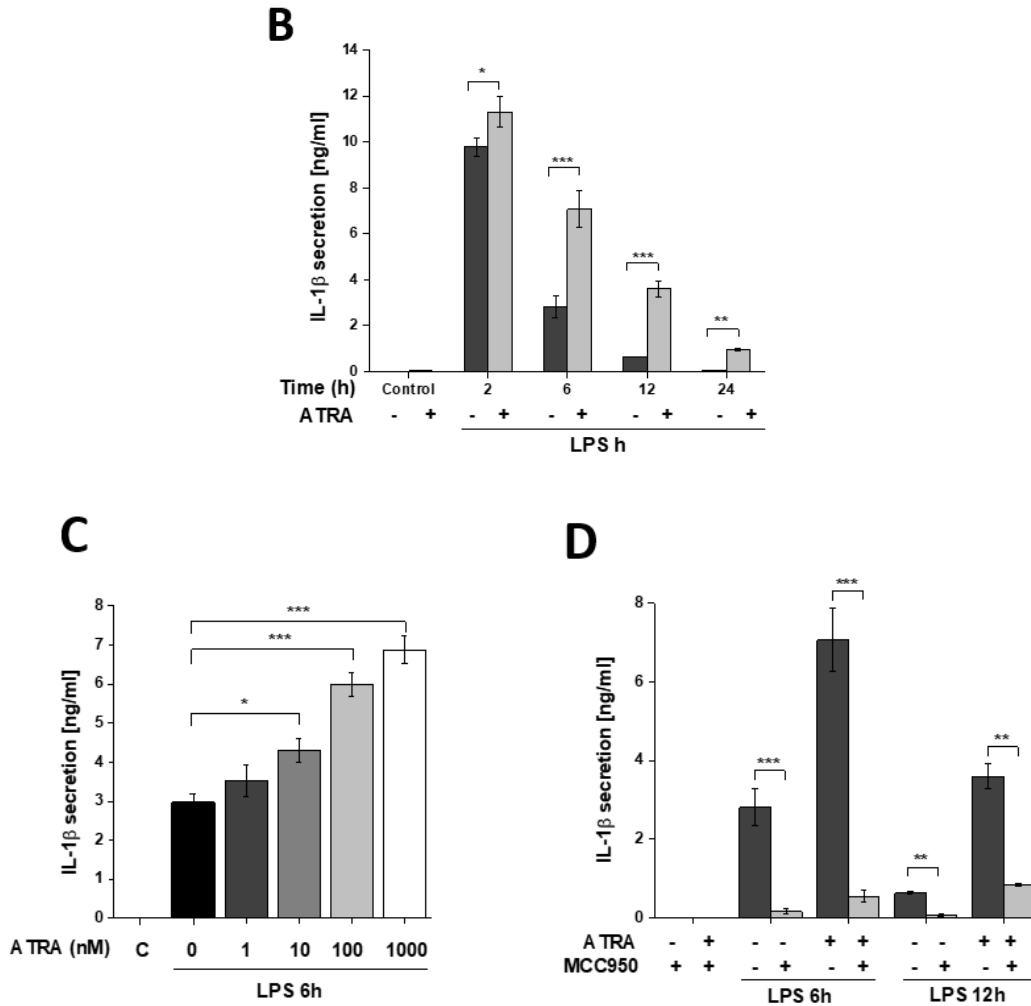 B
14
12
10
8
6
4
2
0
IL-1β secretion [ng/ml]
* *** *** **
Time (h) Control 2 6 12 24
ATRA - + - + - + - + - +
LPS h
C
8
7
6
5
4
3
2
1
0
IL-1β secretion [ng/ml]
***
***
*
ATRA (nM) C 0 1 10 100 1000
LPS 6h
D
8
6
4
2
0
IL-1β secretion [ng/ml]
*** *** ** **
ATRA - + - - + + - - + +
MCC950 + + - + - + - + - +
LPS 6h LPS 12h